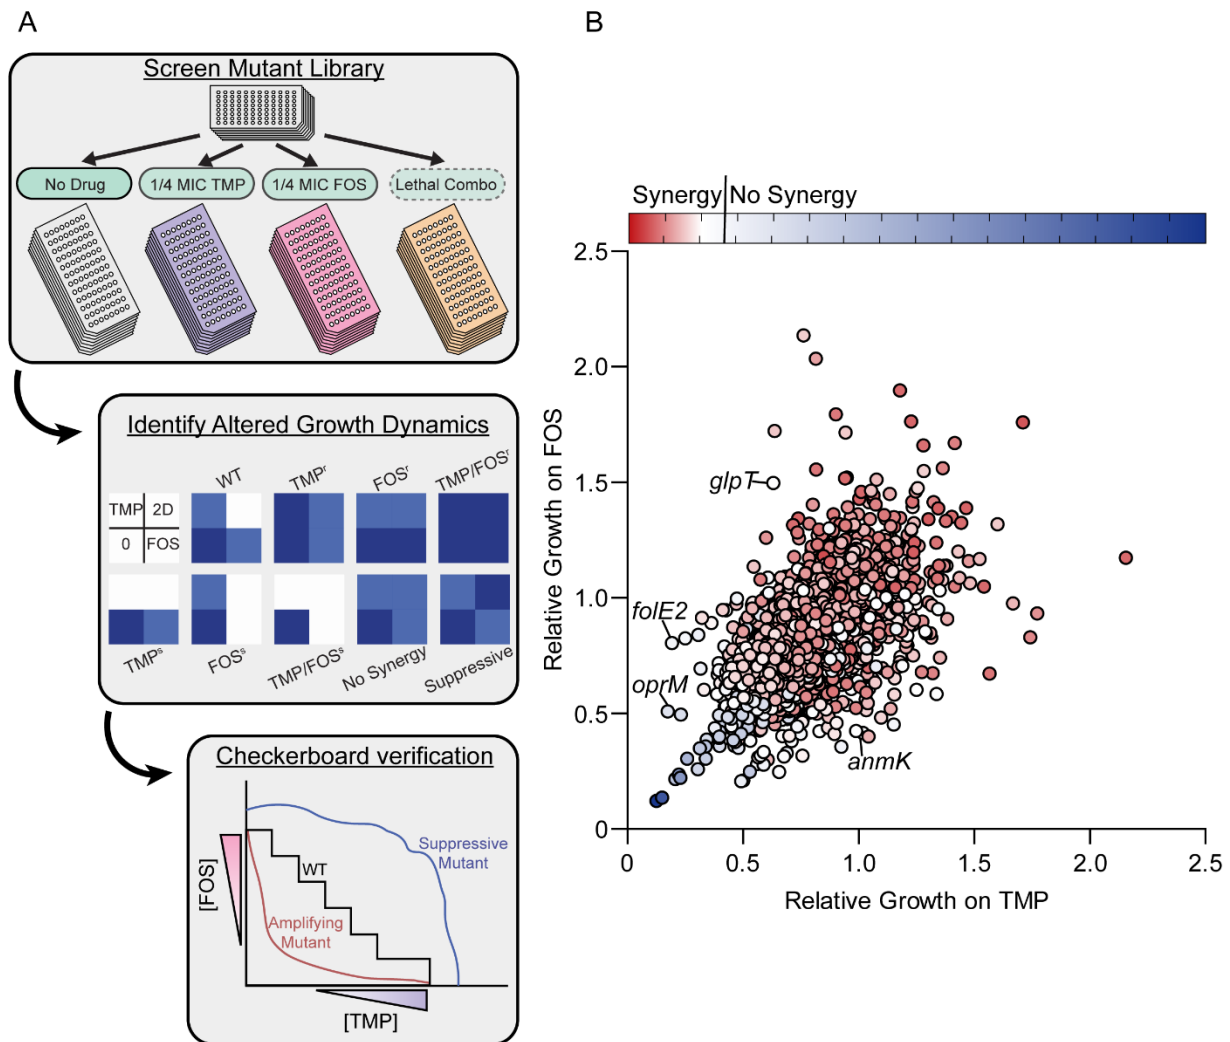 A
Screen Mutant Library
No Drug
1/4 MIC TMP
1/4 MIC FOS
Lethal Combo
Identify Altered Growth Dynamics
WT
TMPʳ
FOSʳ
TMP/FOSʳ
TMP 2D
0 FOS
TMPˢ
FOSˢ
TMP/FOSˢ
No Synergy
Suppressive
Checkerboard verification
[FOS]
WT
Suppressive
Mutant
Amplifying
Mutant
[TMP]
B
Synergy No Synergy
2.5
2.0
1.5
1.0
0.5
0
Relative Growth on FOS
glpT
folE2
oprM
anmK
0 0.5 1.0 1.5 2.0 2.5
Relative Growth on TMP